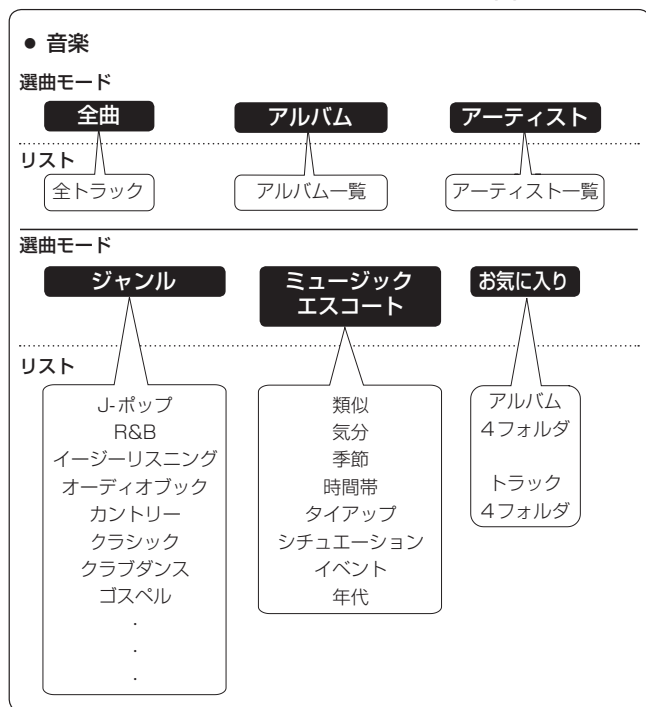 ● 音楽
選曲モード
全曲 アルバム アーティスト
リスト
全トラック アルバム一覧 アーティスト一覧
選曲モード
ジャンル ミュージック お気に入り
エスコート
リスト
J-ポップ 類似 アルバム
R&B 気分 4フォルダ
イージーリスニング 季節
オーディオブック 時間帯 トラック
カントリー タイアップ 4フォルダ
クラシック シチュエーション
クラブダンス イベント
ゴスペル 年代
.
.
.